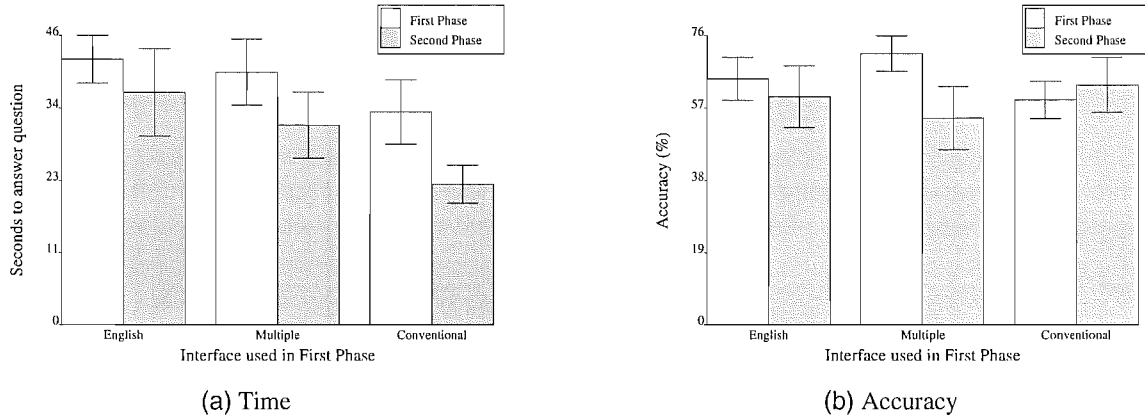 First Phase
Second Phase
46
34
23
11
0
Seconds to answer question
English
Multiple
Conventional
Interface used in First Phase
(a) Time
First Phase
Second Phase
76
57
38
19
0
Accuracy (%)
English
Multiple
Conventional
Interface used in First Phase
(b) Accuracy